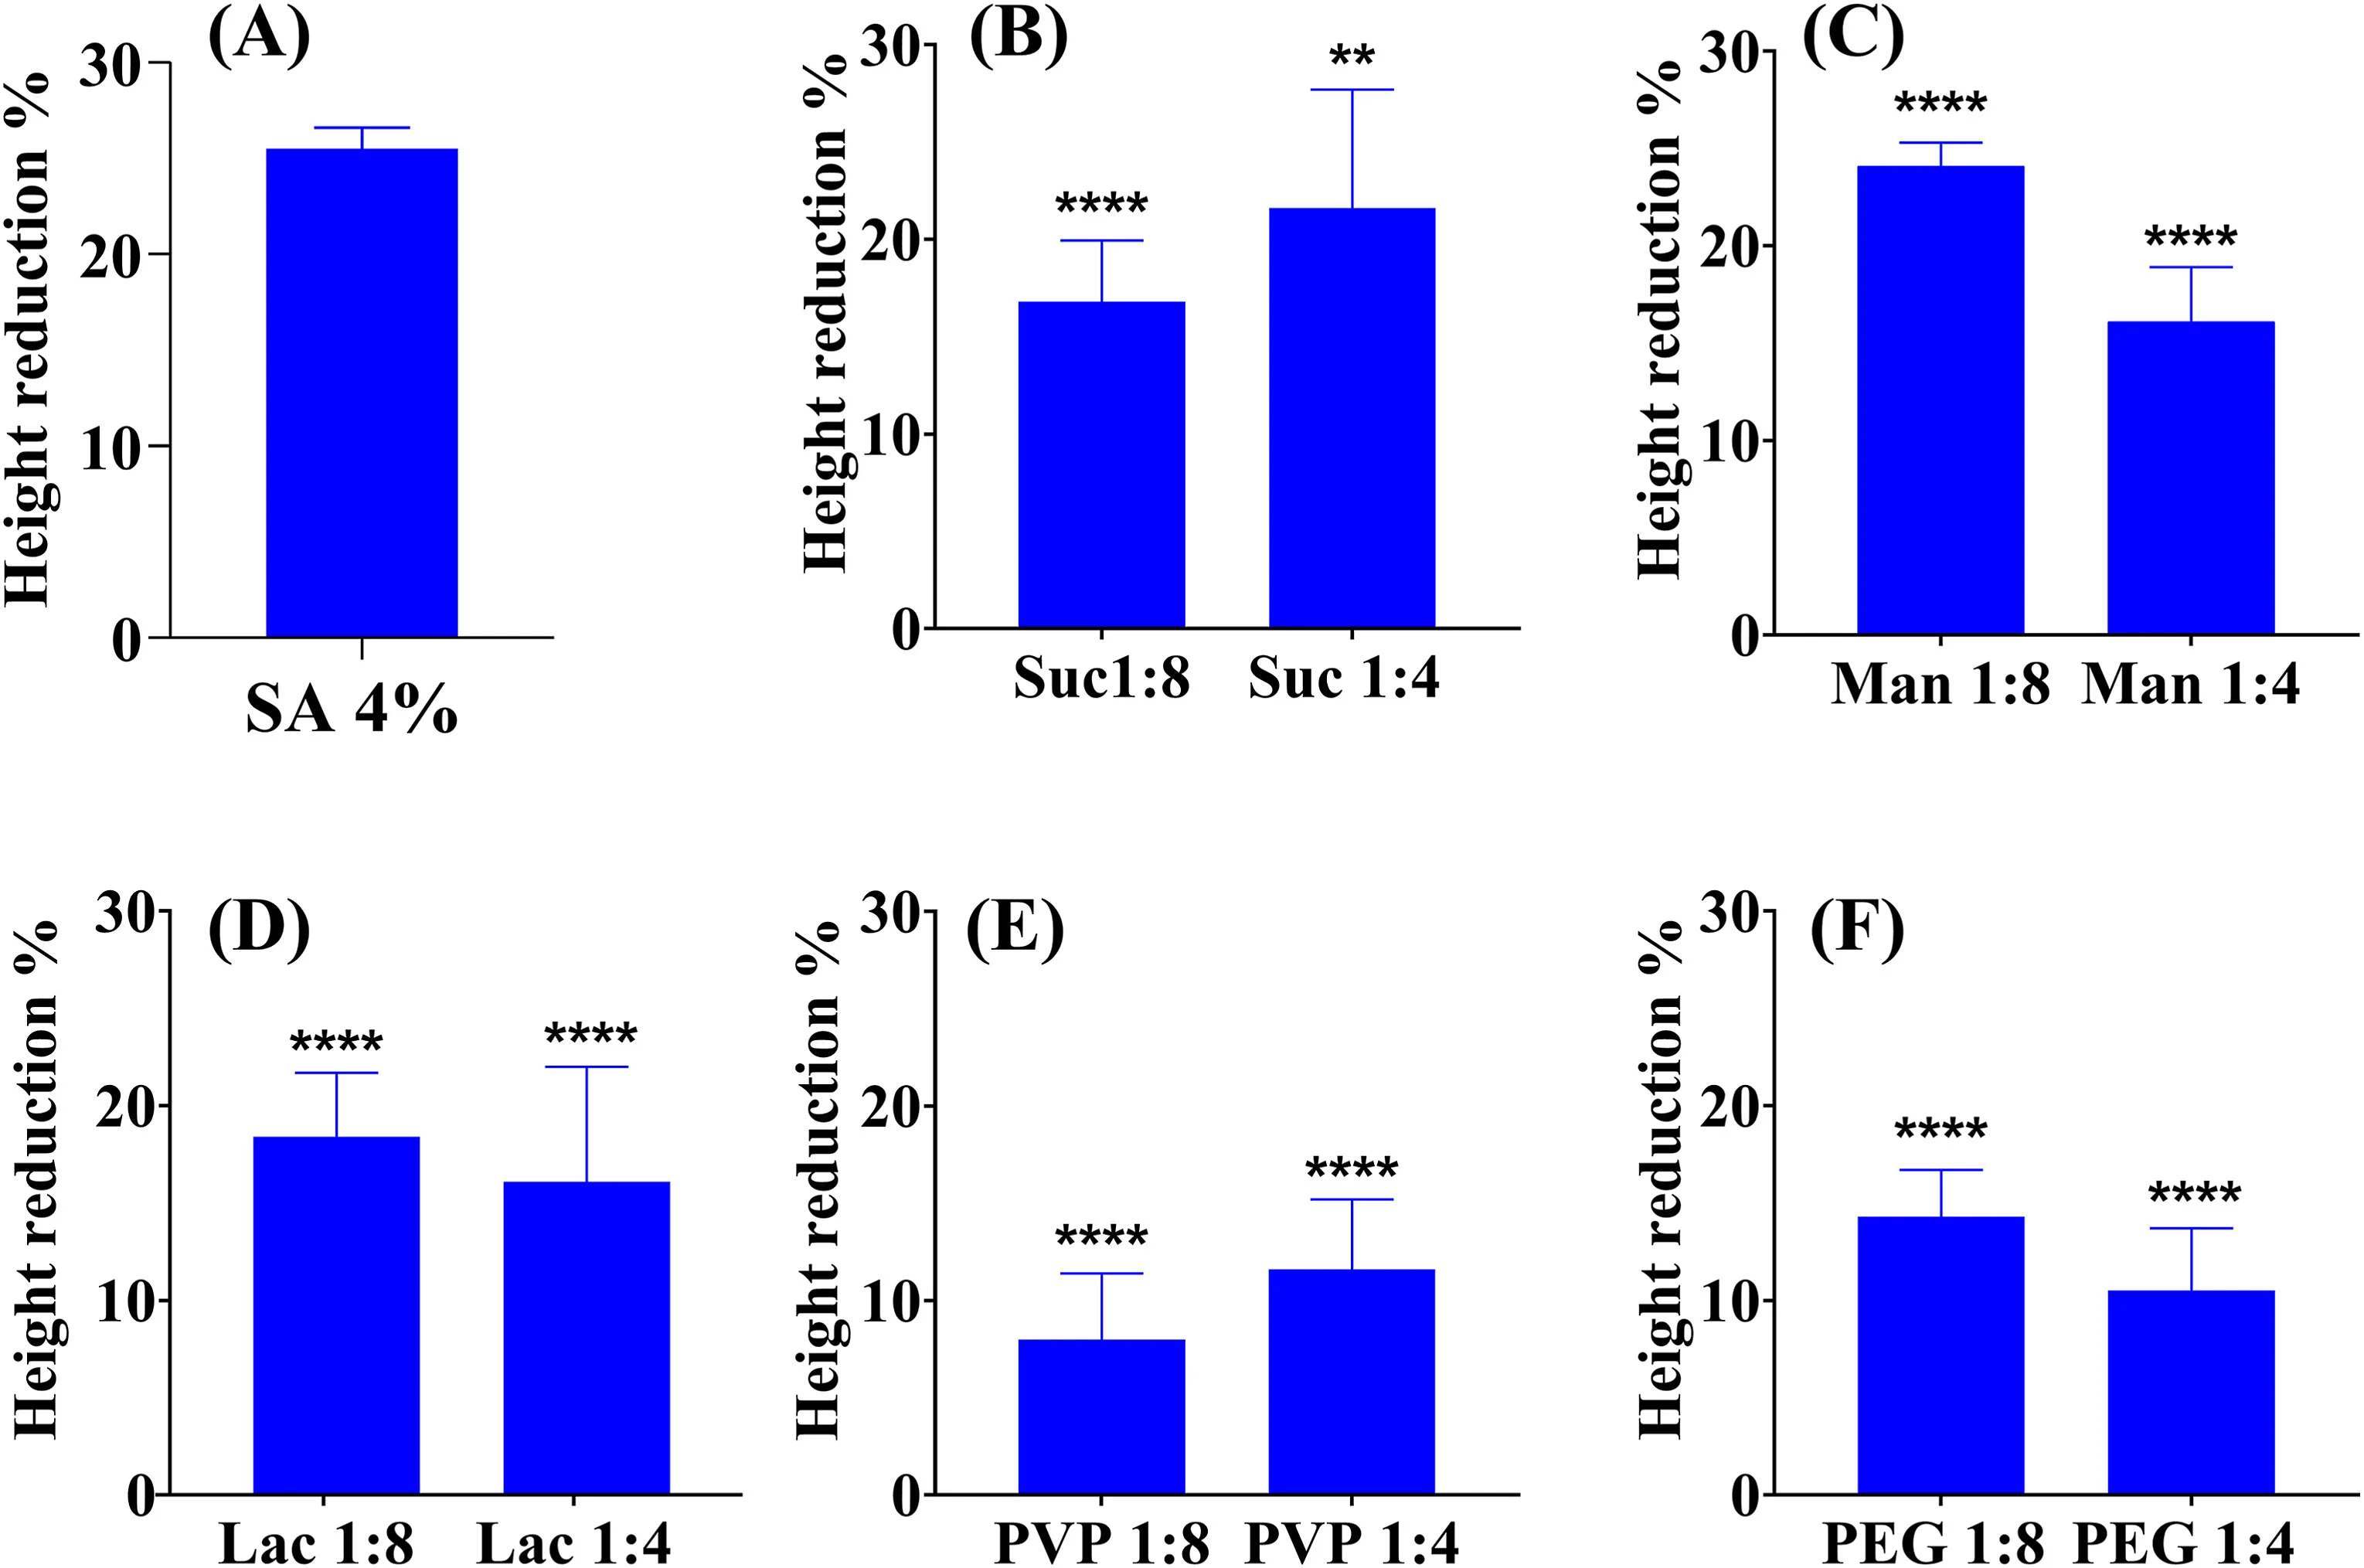 (A)
Height reduction %
30
20
10
0
SA 4%
(B)
Height reduction %
30
20
10
0
****
**
Suc1:8 Suc 1:4
(C)
Height reduction %
30
20
10
0
****
****
Man 1:8 Man 1:4
(D)
Height reduction %
30
20
10
0
****
****
Lac 1:8 Lac 1:4
(E)
Height reduction %
30
20
10
0
****
****
PVP 1:8 PVP 1:4
(F)
Height reduction %
30
20
10
0
****
****
PEG 1:8 PEG 1:4